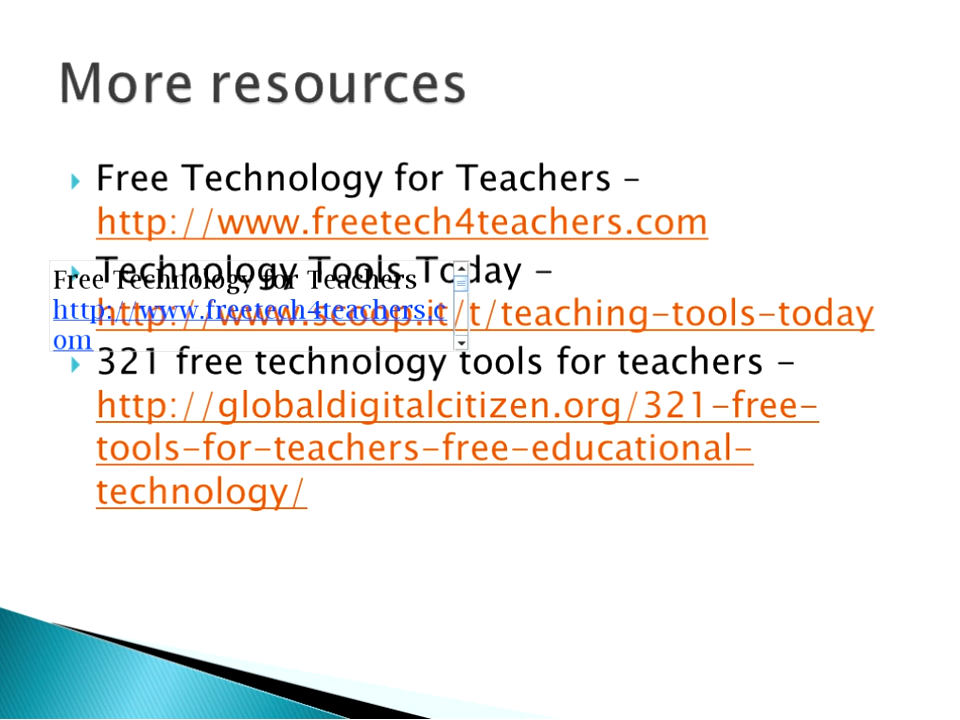 More resources
Free Technology for Teachers –
http://www.freetech4teachers.com
Technology Tools Today -
http://www.scoop.it/t/teaching-tools-today
Free Technology for Teachers
http://www.freetech4teachers.c
om
321 free technology tools for teachers -
http://globaldigitalcitizen.org/321-free-
tools-for-teachers-free-educational-
technology/